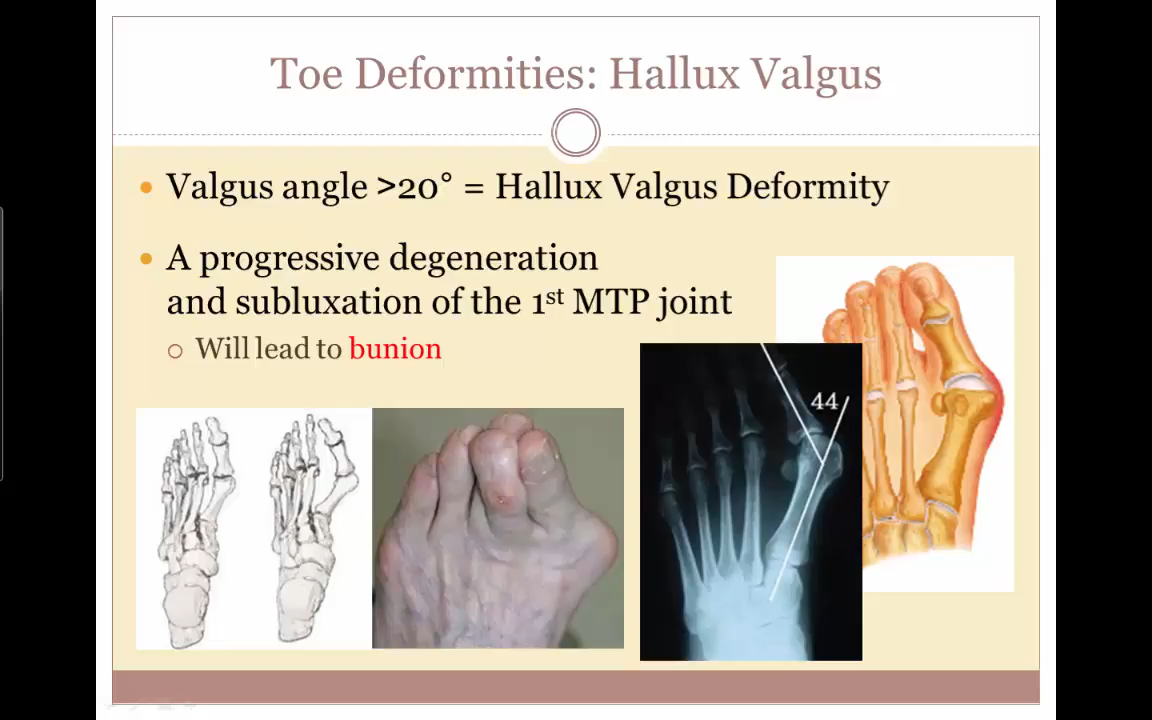 Toe Deformities: Hallux Valgus
• Valgus angle >20° = Hallux Valgus Deformity
• A progressive degeneration
and subluxation of the 1st MTP joint
○ Will lead to bunion
44